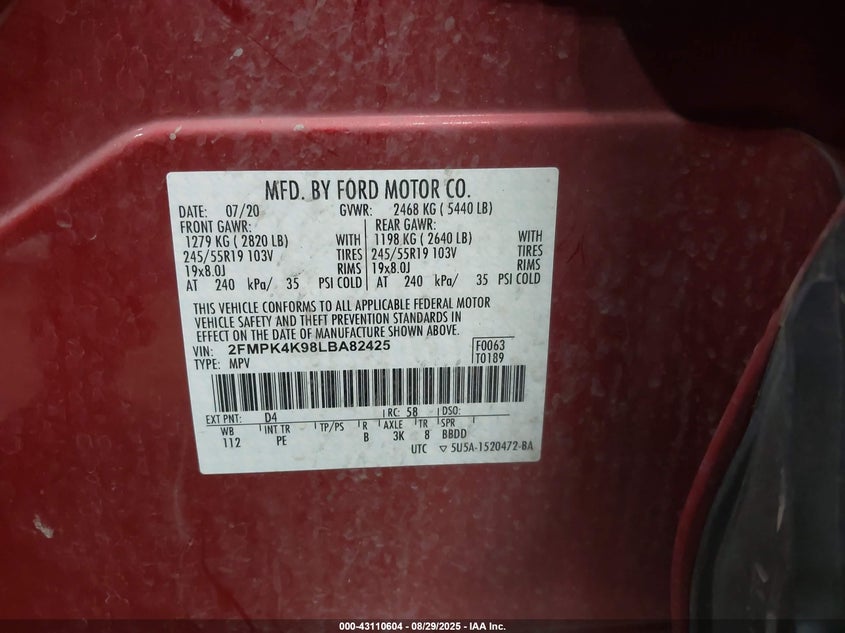 MFD. BY FORD MOTOR CO.
DATE: 07/20 GVWR: 2468 KG ( 5440 LB)
FRONT GAWR: REAR GAWR:
1279 KG ( 2820 LB) WITH 1198 KG ( 2640 LB) WITH
245/55R19 103V TIRES 245/55R19 103V TIRES
19x8.0J RIMS 19x8.0J RIMS
AT 240 kPa/ 35 PSI COLD AT 240 kPa/ 35 PSI COLD
THIS VEHICLE CONFORMS TO ALL APPLICABLE FEDERAL MOTOR
VEHICLE SAFETY AND THEFT PREVENTION STANDARDS IN
EFFECT ON THE DATE OF MANUFACTURE SHOWN ABOVE.
VIN: 2FMPK4K98LBA82425 F0063
TYPE: MPV T0189
EXT PNT: D4 RC: 58 DSO:
WB INT TR TP/PS R AXLE TR SPR
112 PE B 3K 8 BBDD
UTC ▽ 5U5A-1520472-BA
000-43110604 | 08/29/2025 - IAA Inc.